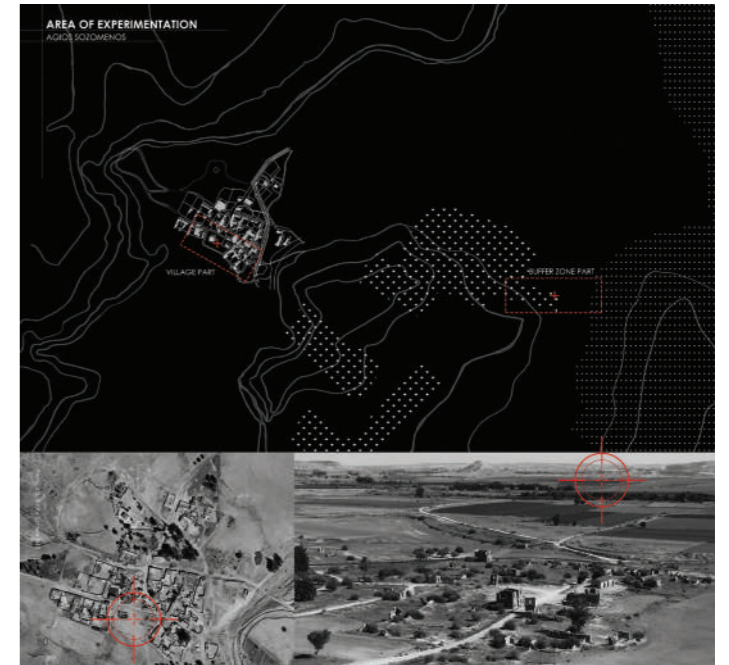 AREA OF EXPERIMENTATION
AGIOS SOZOMENOS
VILLAGE PART
BUFFER ZONE PART